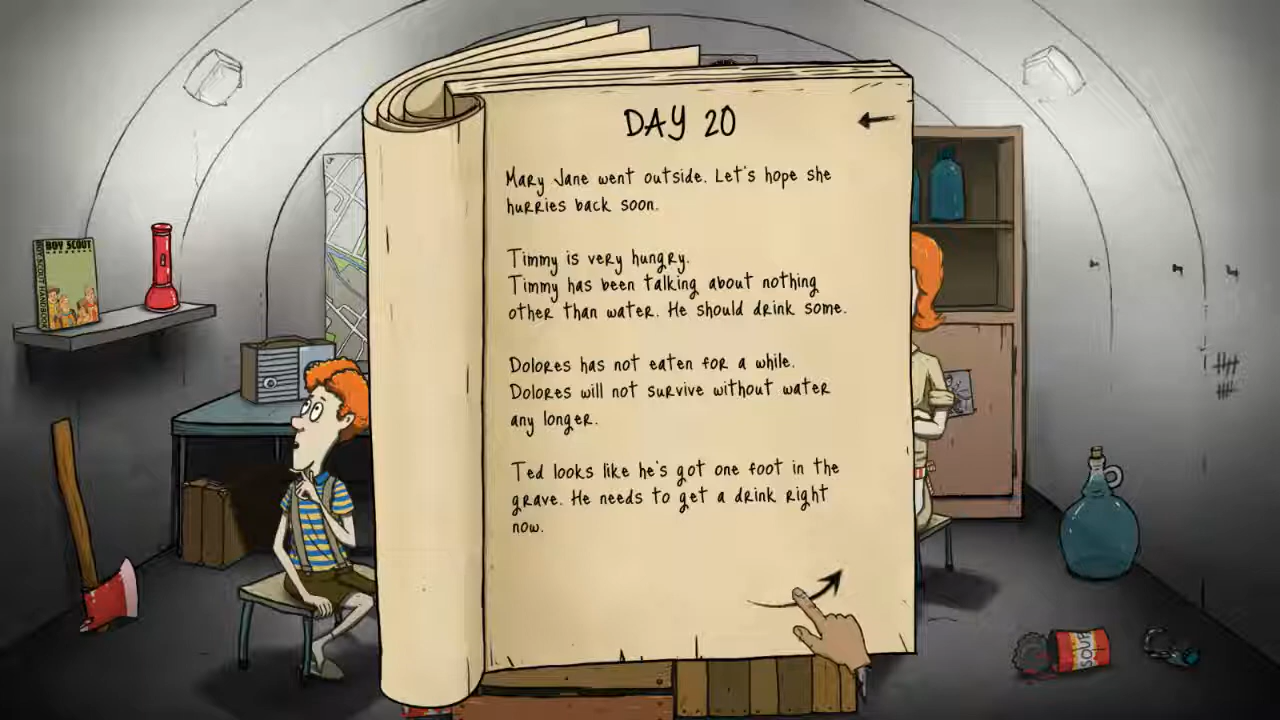 DAY 20
Mary Jane went outside. Let's hope she
hurries back soon.
Timmy is very hungry.
Timmy has been talking about nothing
other than water. He should drink some.
Dolores has not eaten for a while.
Dolores will not survive without water
any longer.
Ted looks like he's got one foot in the
grave. He needs to get a drink right
now.
BOY SCOUT
BOY SCOUT HANDBOOK
SOUP